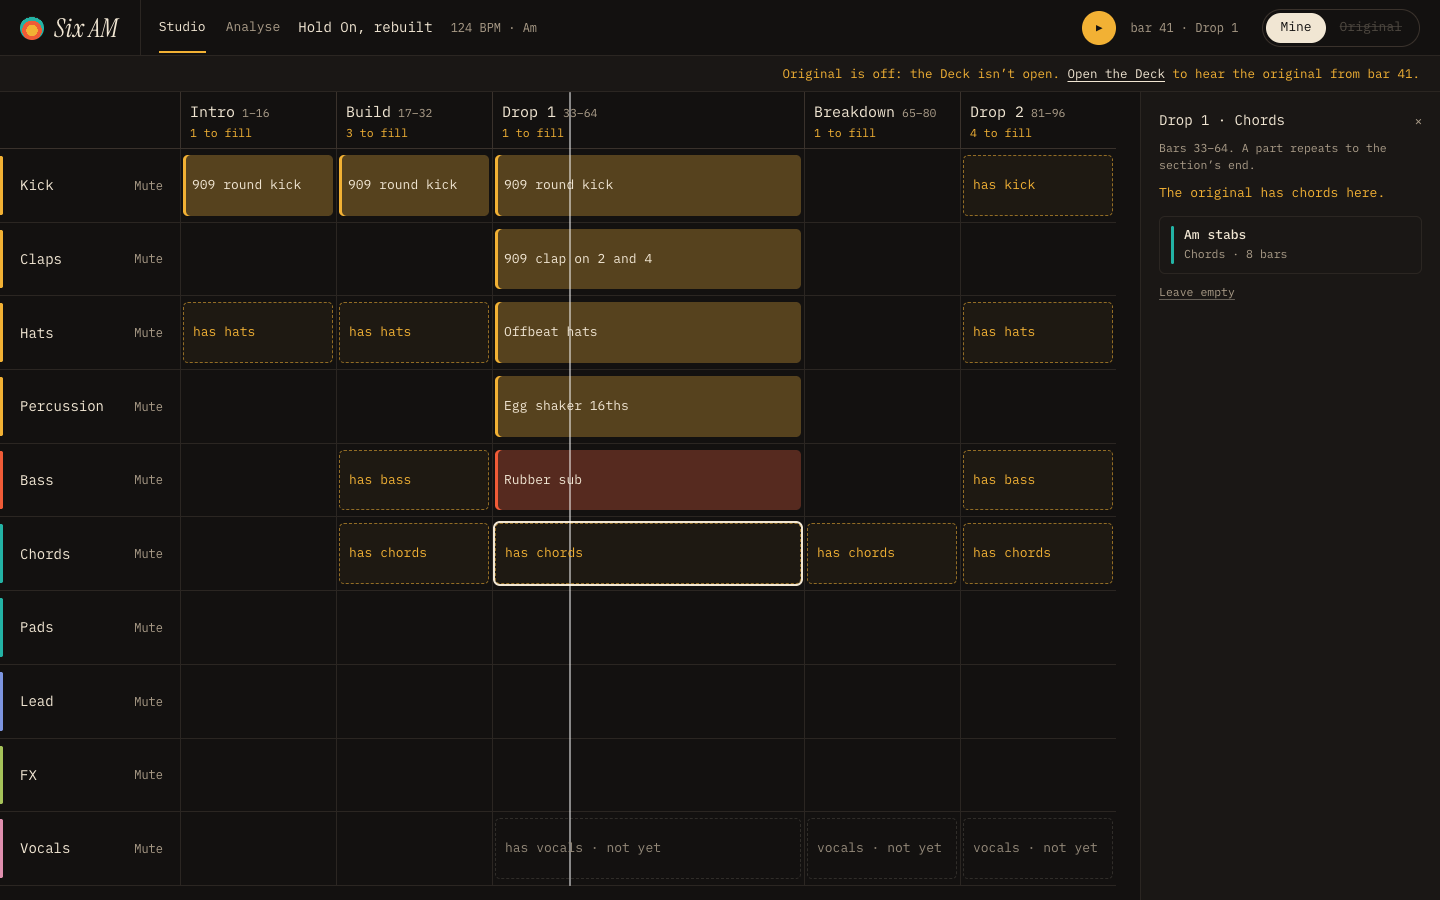 Six AM
Studio Analyse Hold On, rebuilt 124 BPM · Am
▶ bar 41 · Drop 1 Mine Original
Original is off: the Deck isn’t open. Open the Deck to hear the original from bar 41.
Intro 1–16 Build 17–32 Drop 1 33–64 Breakdown 65–80 Drop 2 81–96
1 to fill 3 to fill 1 to fill 1 to fill 4 to fill
Kick Mute 909 round kick 909 round kick 909 round kick has kick
Claps Mute 909 clap on 2 and 4
Hats Mute has hats has hats Offbeat hats has hats
Percussion Mute Egg shaker 16ths
Bass Mute has bass Rubber sub has bass
Chords Mute has chords has chords has chords has chords
Pads Mute
Lead Mute
FX Mute
Vocals Mute has vocals · not yet vocals · not yet vocals · not yet
Drop 1 · Chords ×
Bars 33–64. A part repeats to the
section’s end.
The original has chords here.
Am stabs
Chords · 8 bars
Leave empty